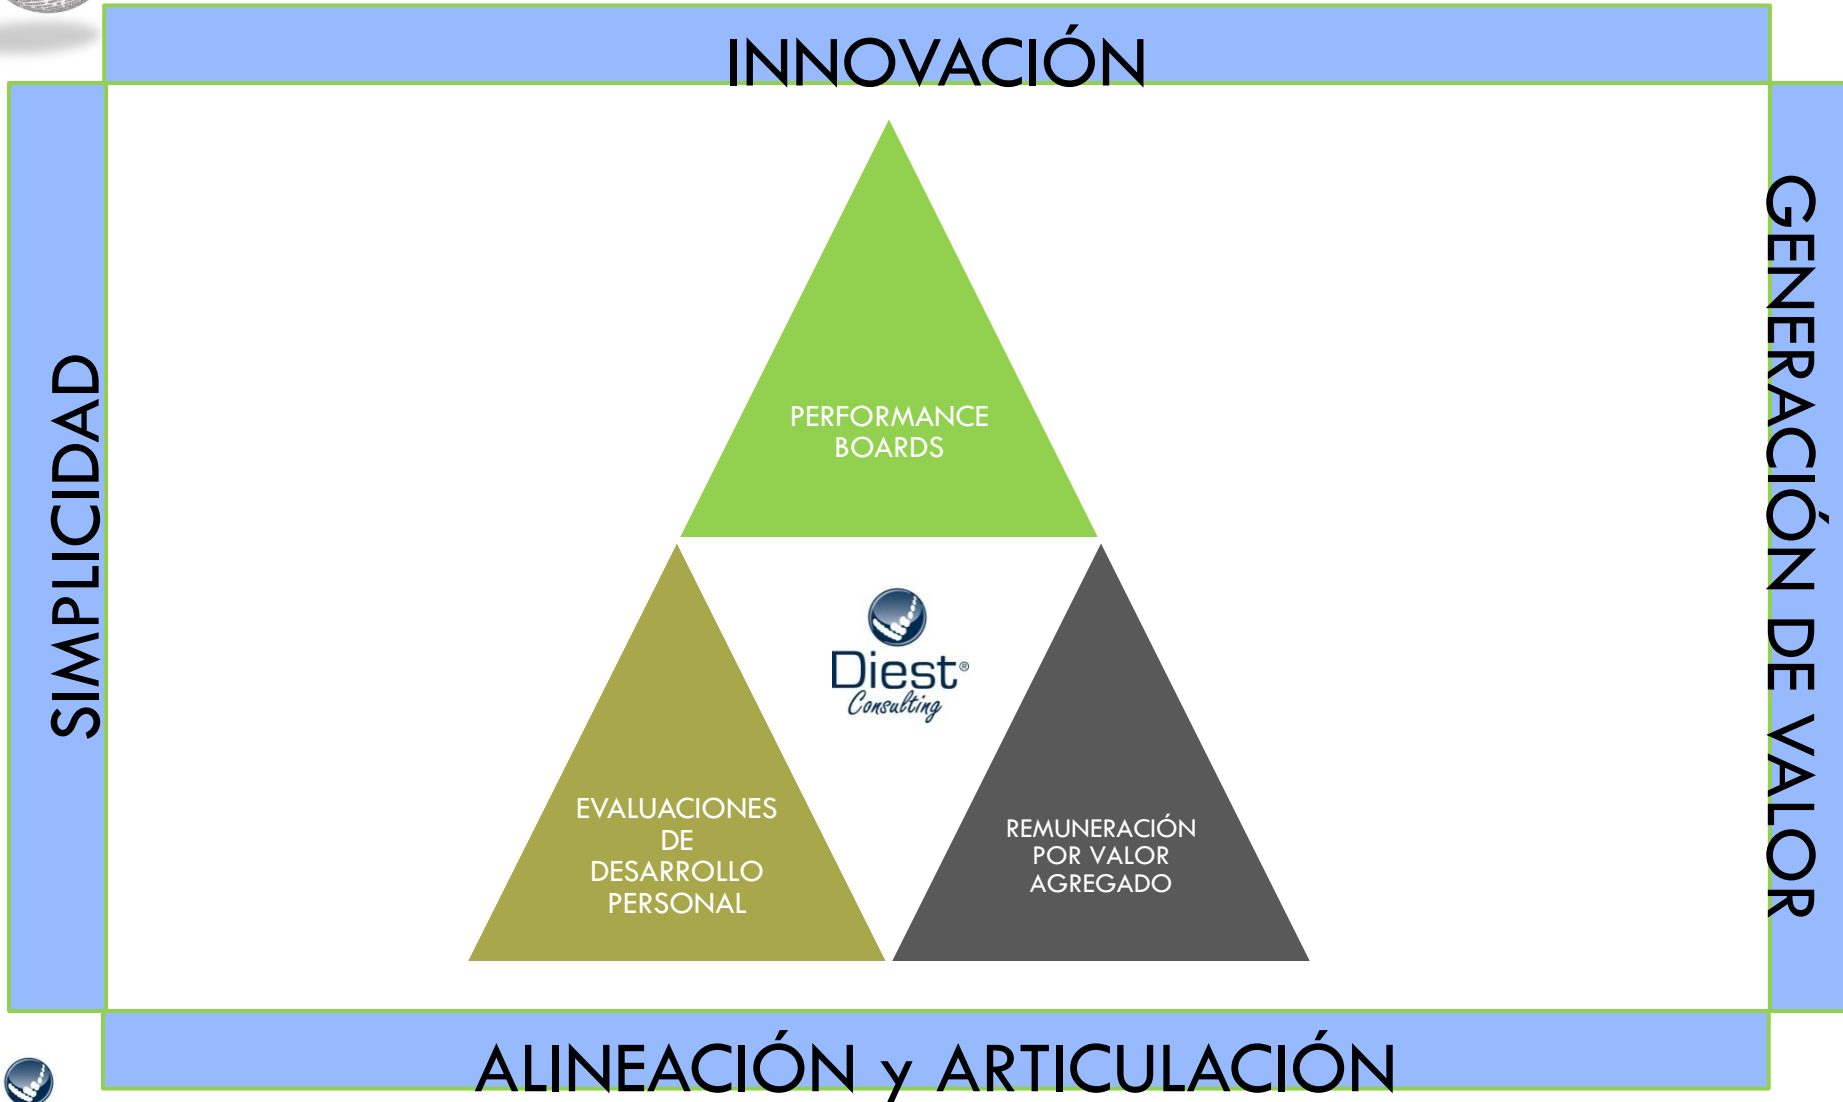 INNOVACIÓN
SIMPLICIDAD
GENERACIÓN DE VALOR
PERFORMANCE
BOARDS
Diest®
Consulting
EVALUACIONES
DE
DESARROLLO
PERSONAL
REMUNERACIÓN
POR VALOR
AGREGADO
ALINEACIÓN y ARTICULACIÓN